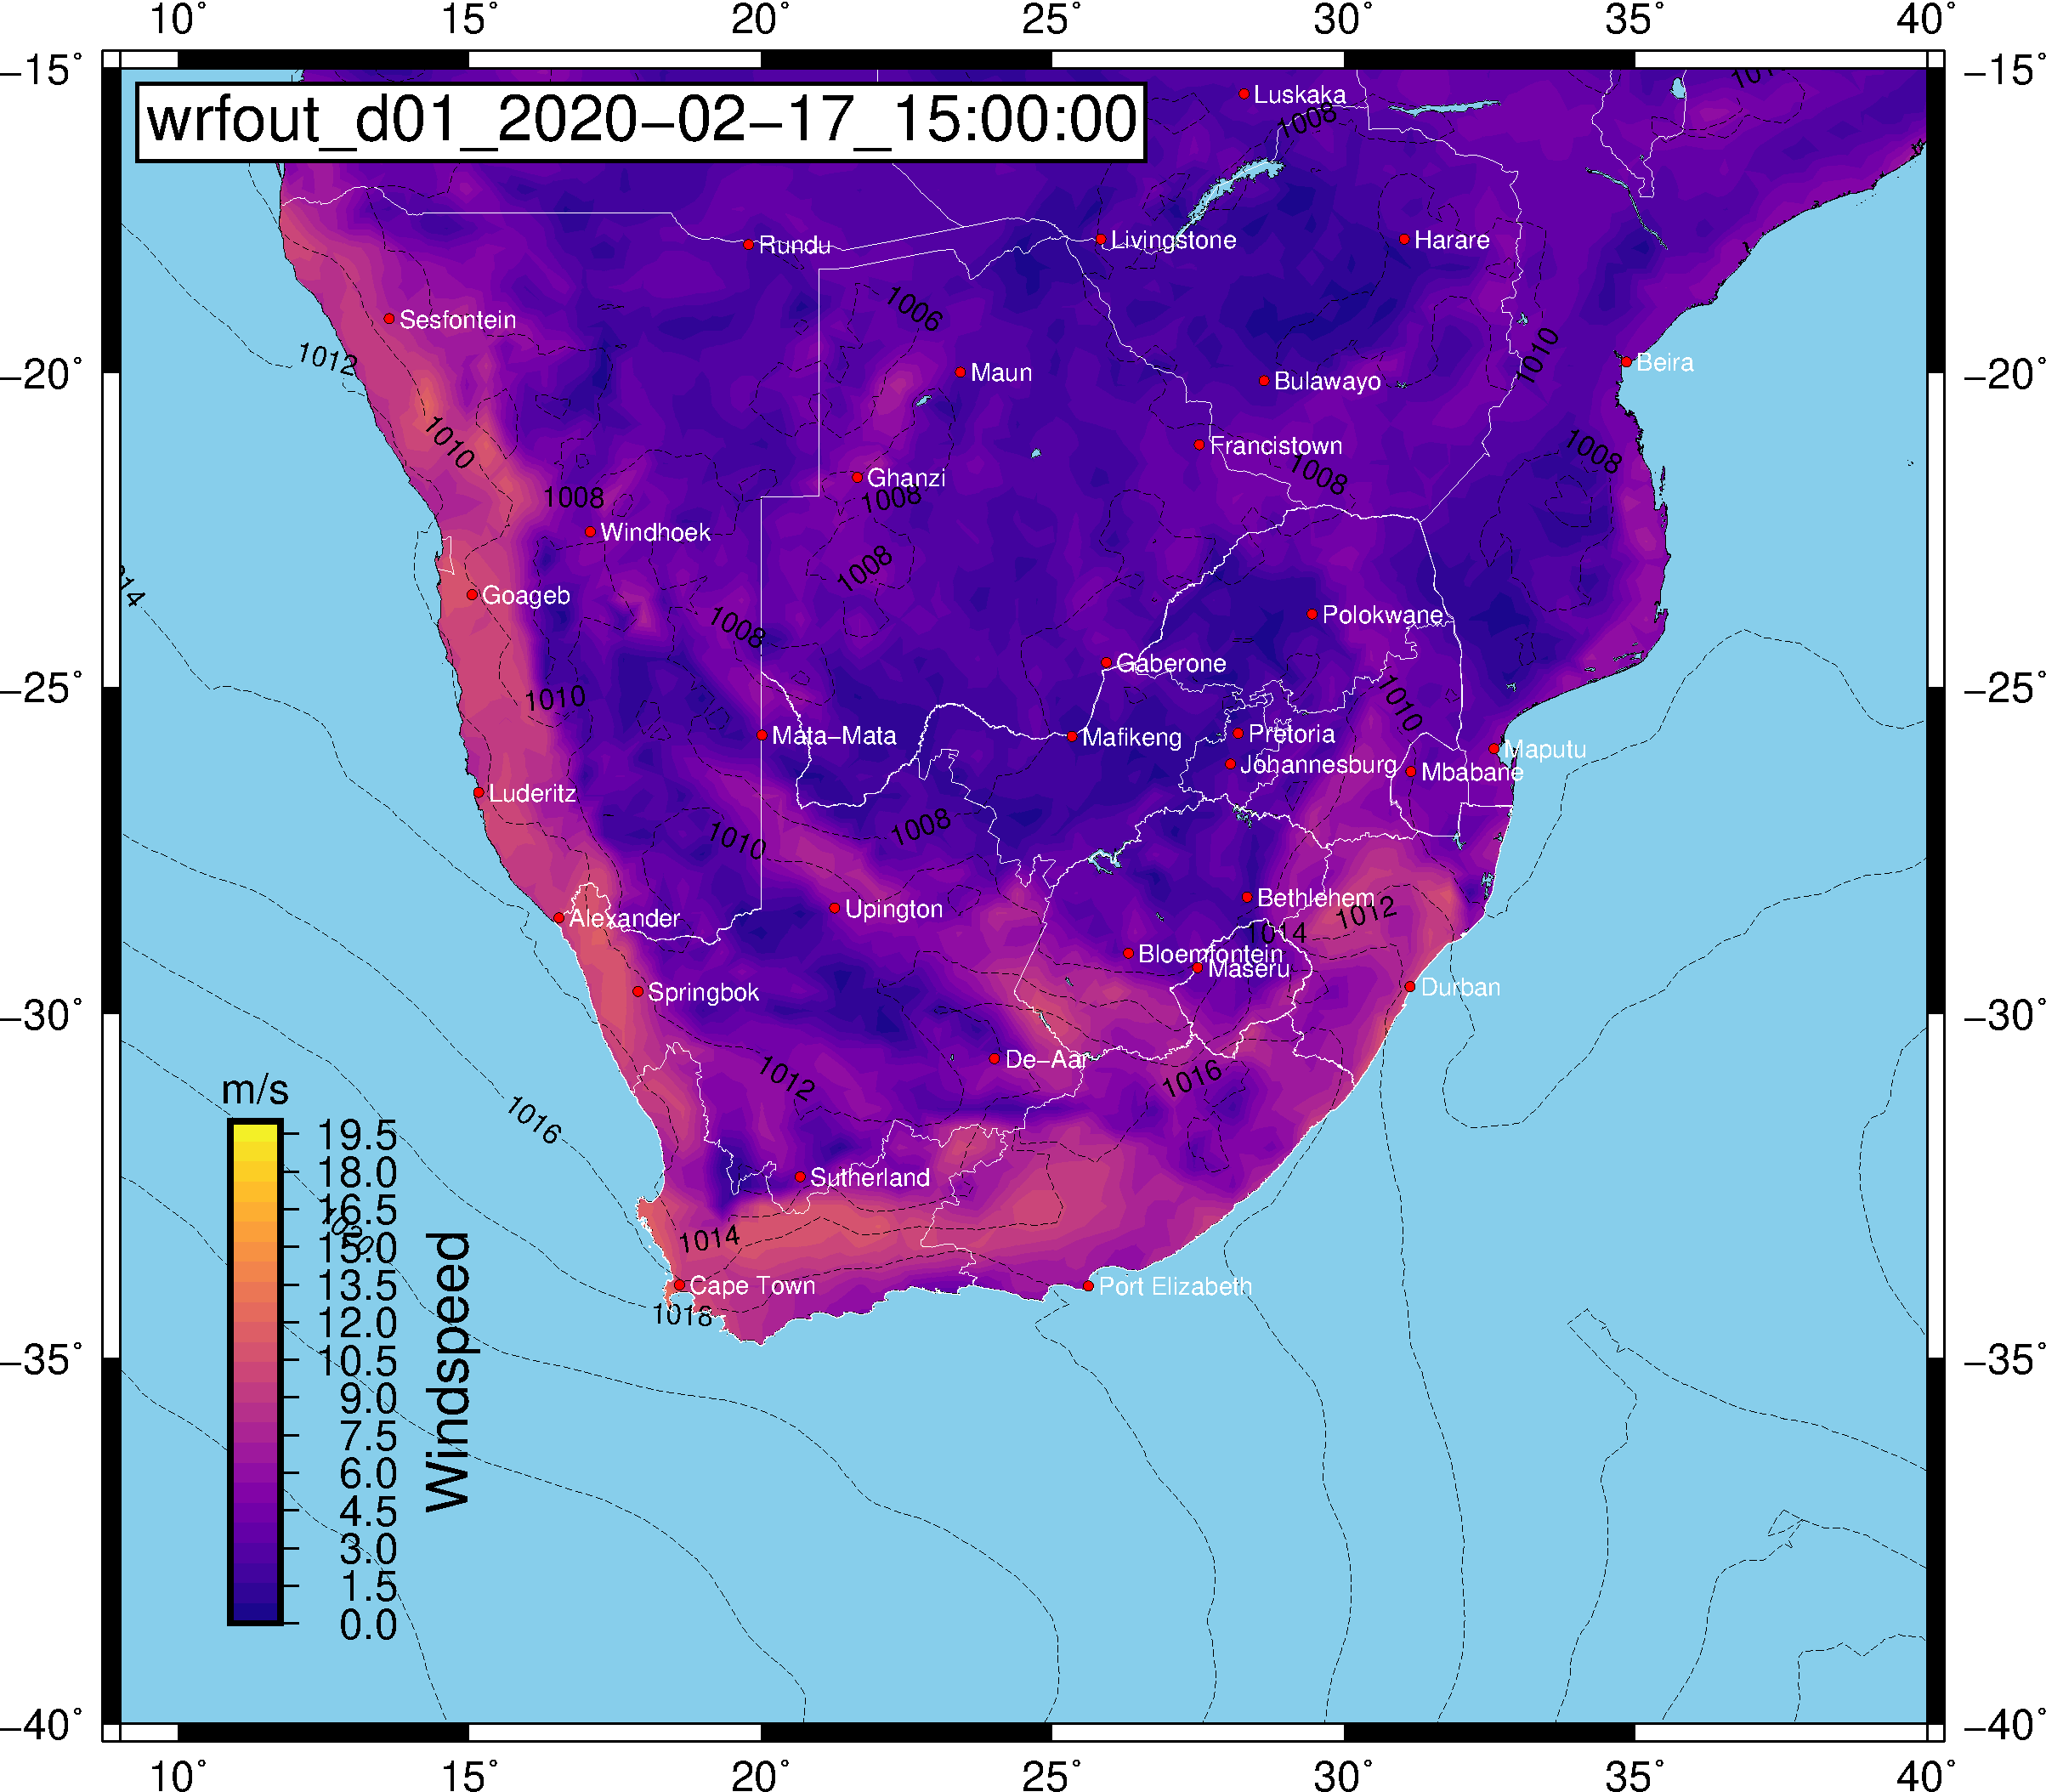 10° 15° 20° 25° 30° 35° 40°
−15° −15°
wrfout_d01_2020−02−17_15:00:00
Luskaka
1008
Rundu
Livingstone
Harare
1006
Sesfontein
1012
1010
−20° −20°
Maun
Bulawayo
Beira
1010
Francistown
1008
1008
Ghanzi
1008
1008
Windhoek
1008
Goageb
1008
Polokwane
Gaberone
−25° −25°
1010
1010
Mata−Mata
Mafikeng
Pretoria
Johannesburg
Maputu
Mbabane
Luderitz
1010
1008
Alexander
Upington
Bethlehem
1012
1014
Bloemfontein
Maseru
Springbok
Durban
−30° −30°
De−Aar
1012
1016
1016
Sutherland
1014
Cape Town
Port Elizabeth
1018
−35° −35°
m/s
19.5
18.0
16.5
15.0
13.5
12.0
10.5
9.0
7.5
6.0
4.5
3.0
1.5
0.0
Windspeed
−40° −40°
10° 15° 20° 25° 30° 35° 40°